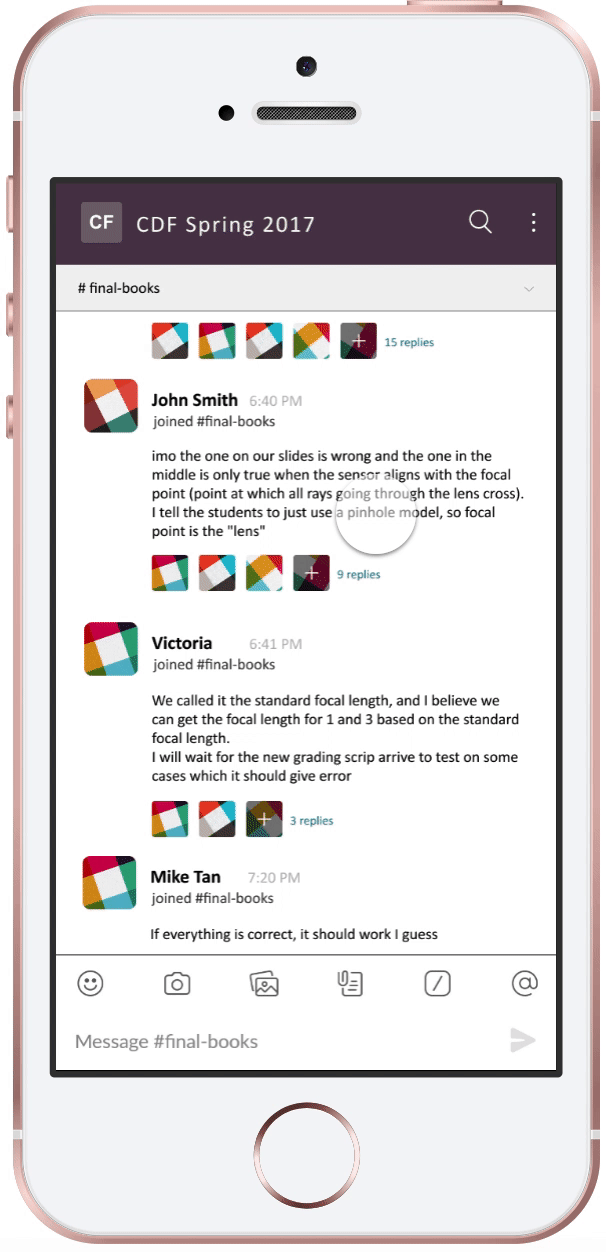 CF CDF Spring 2017
# final-books
15 replies
John Smith 6:40 PM
joined #final-books
imo the one on our slides is wrong and the one in the
middle is only true when the sensor aligns with the focal
point (point at which all rays going through the lens cross).
I tell the students to just use a pinhole model, so focal
point is the "lens"
9 replies
Victoria 6:41 PM
joined #final-books
We called it the standard focal length, and I believe we
can get the focal length for 1 and 3 based on the standard
focal length.
I will wait for the new grading scrip arrive to test on some
cases which it should give error
3 replies
Mike Tan 7:20 PM
joined #final-books
If everything is correct, it should work I guess
Message #final-books